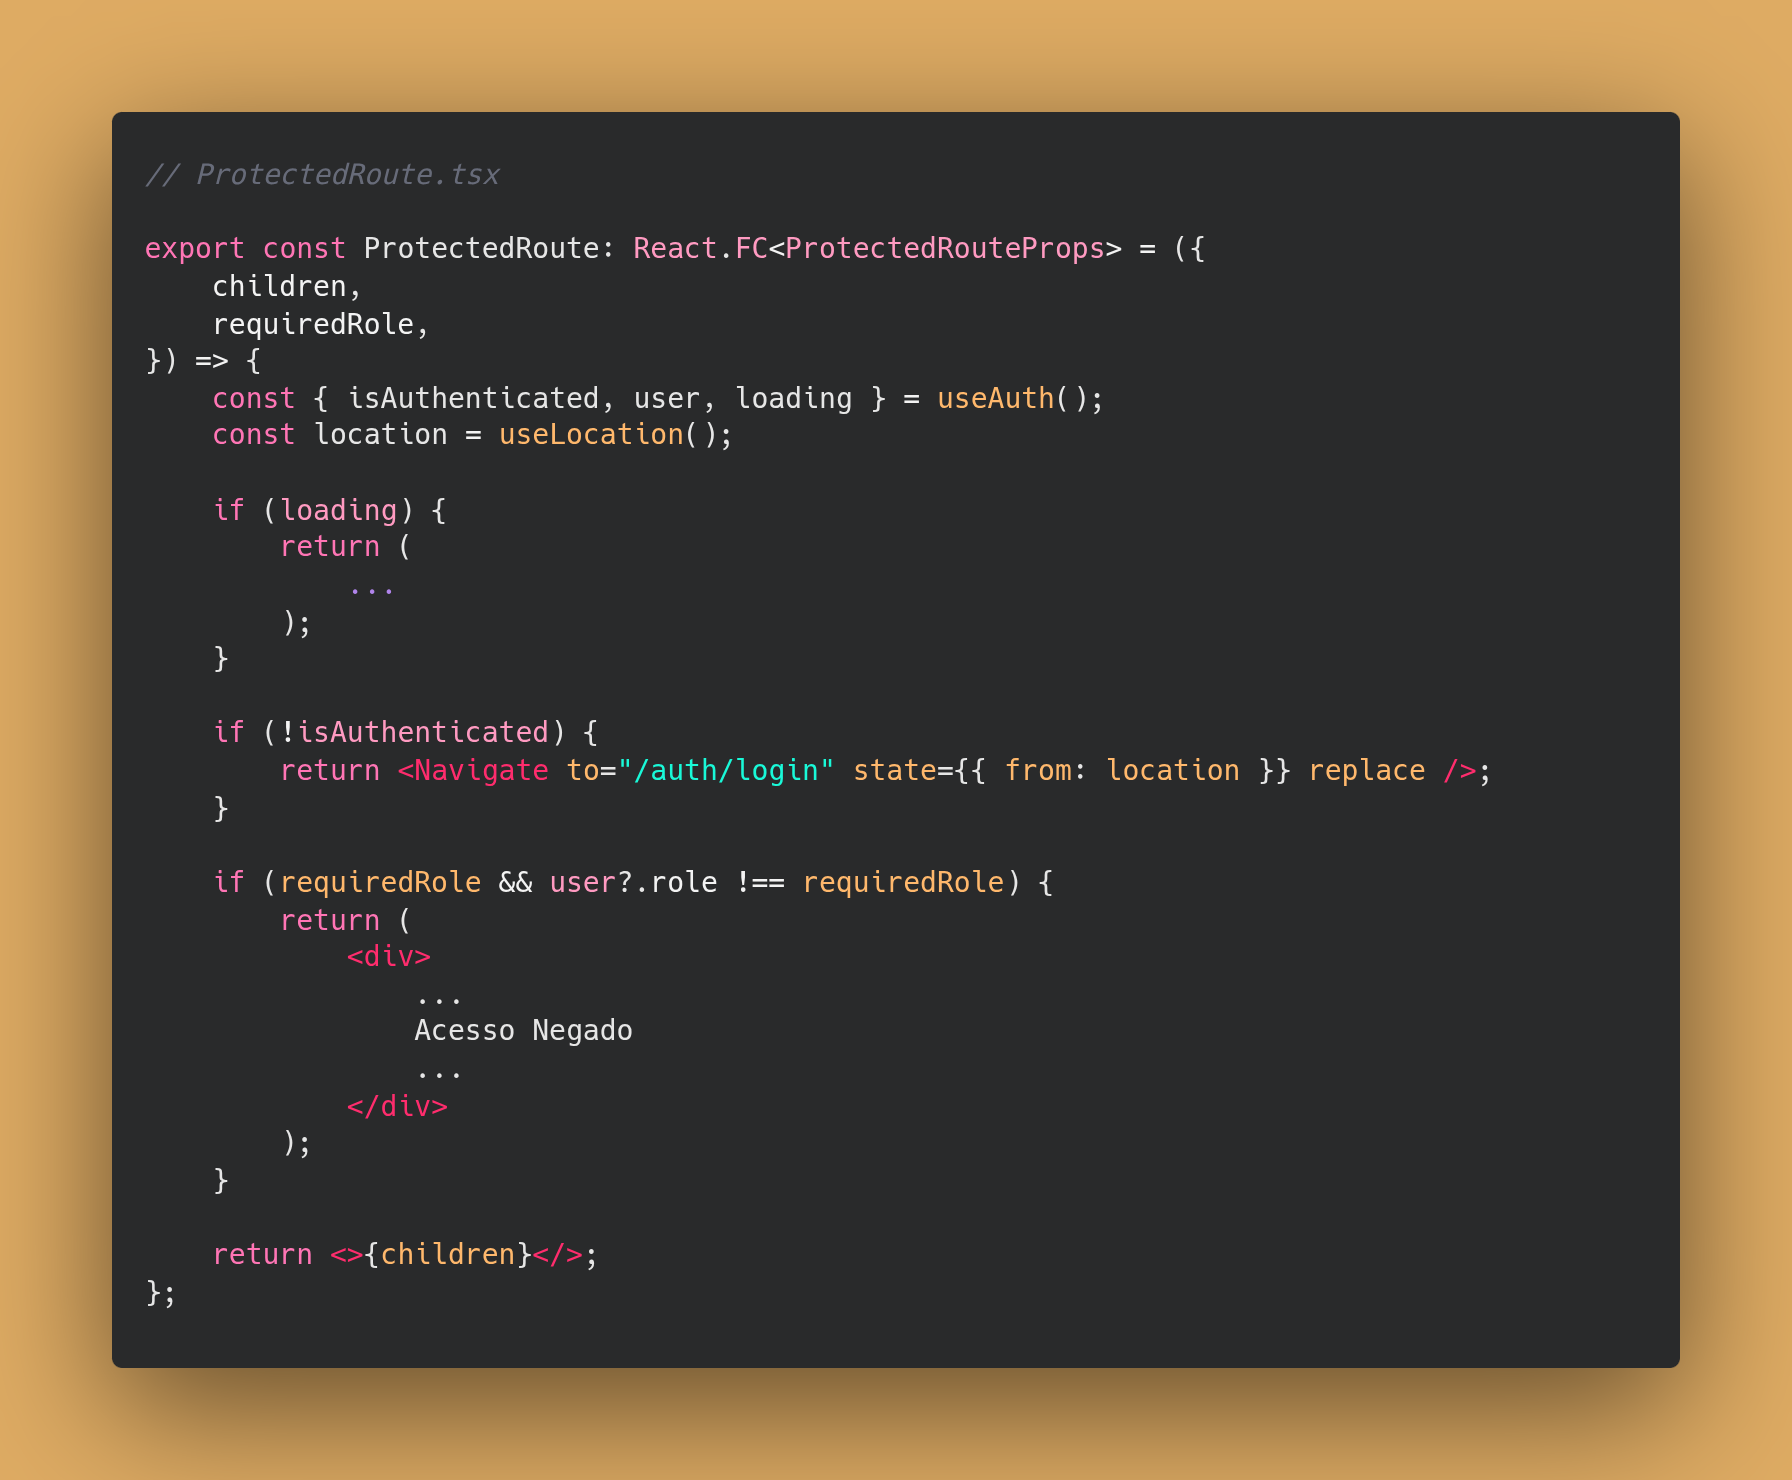 // ProtectedRoute.tsx

export const ProtectedRoute: React.FC<ProtectedRouteProps> = ({
    children,
    requiredRole,
}) => {
    const { isAuthenticated, user, loading } = useAuth();
    const location = useLocation();

    if (loading) {
        return (
            ...
        );
    }

    if (!isAuthenticated) {
        return <Navigate to="/auth/login" state={{ from: location }} replace />;
    }

    if (requiredRole && user?.role !== requiredRole) {
        return (
            <div>
                ...
                Acesso Negado
                ...
            </div>
        );
    }

    return <>{children}</>;
};